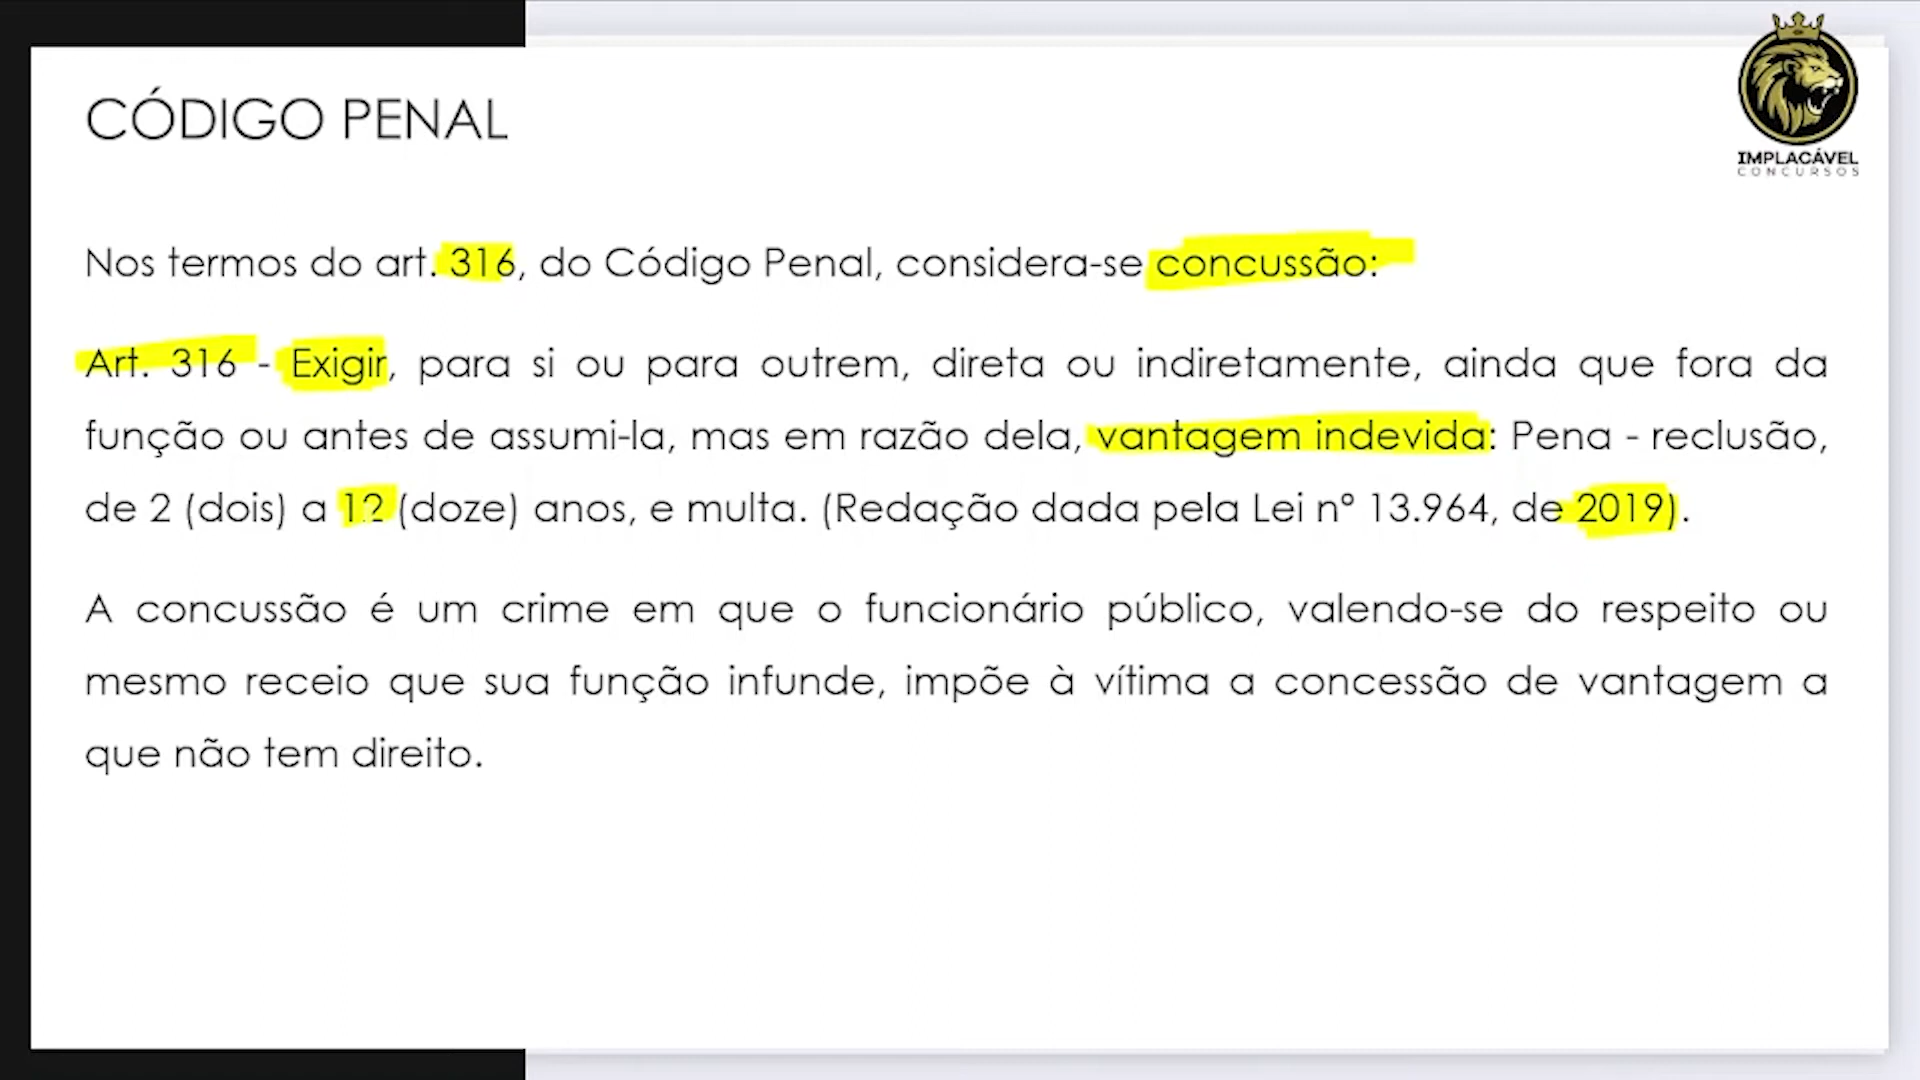 IMPLACÁVEL
CONCURSOS
CÓDIGO PENAL
Nos termos do art. 316, do Código Penal, considera-se concussão:
Art. 316 - Exigir, para si ou para outrem, direta ou indiretamente, ainda que fora da
função ou antes de assumi-la, mas em razão dela, vantagem indevida: Pena - reclusão,
de 2 (dois) a 12 (doze) anos, e multa. (Redação dada pela Lei nº 13.964, de 2019).
A concussão é um crime em que o funcionário público, valendo-se do respeito ou
mesmo receio que sua função infunde, impõe à vítima a concessão de vantagem a
que não tem direito.